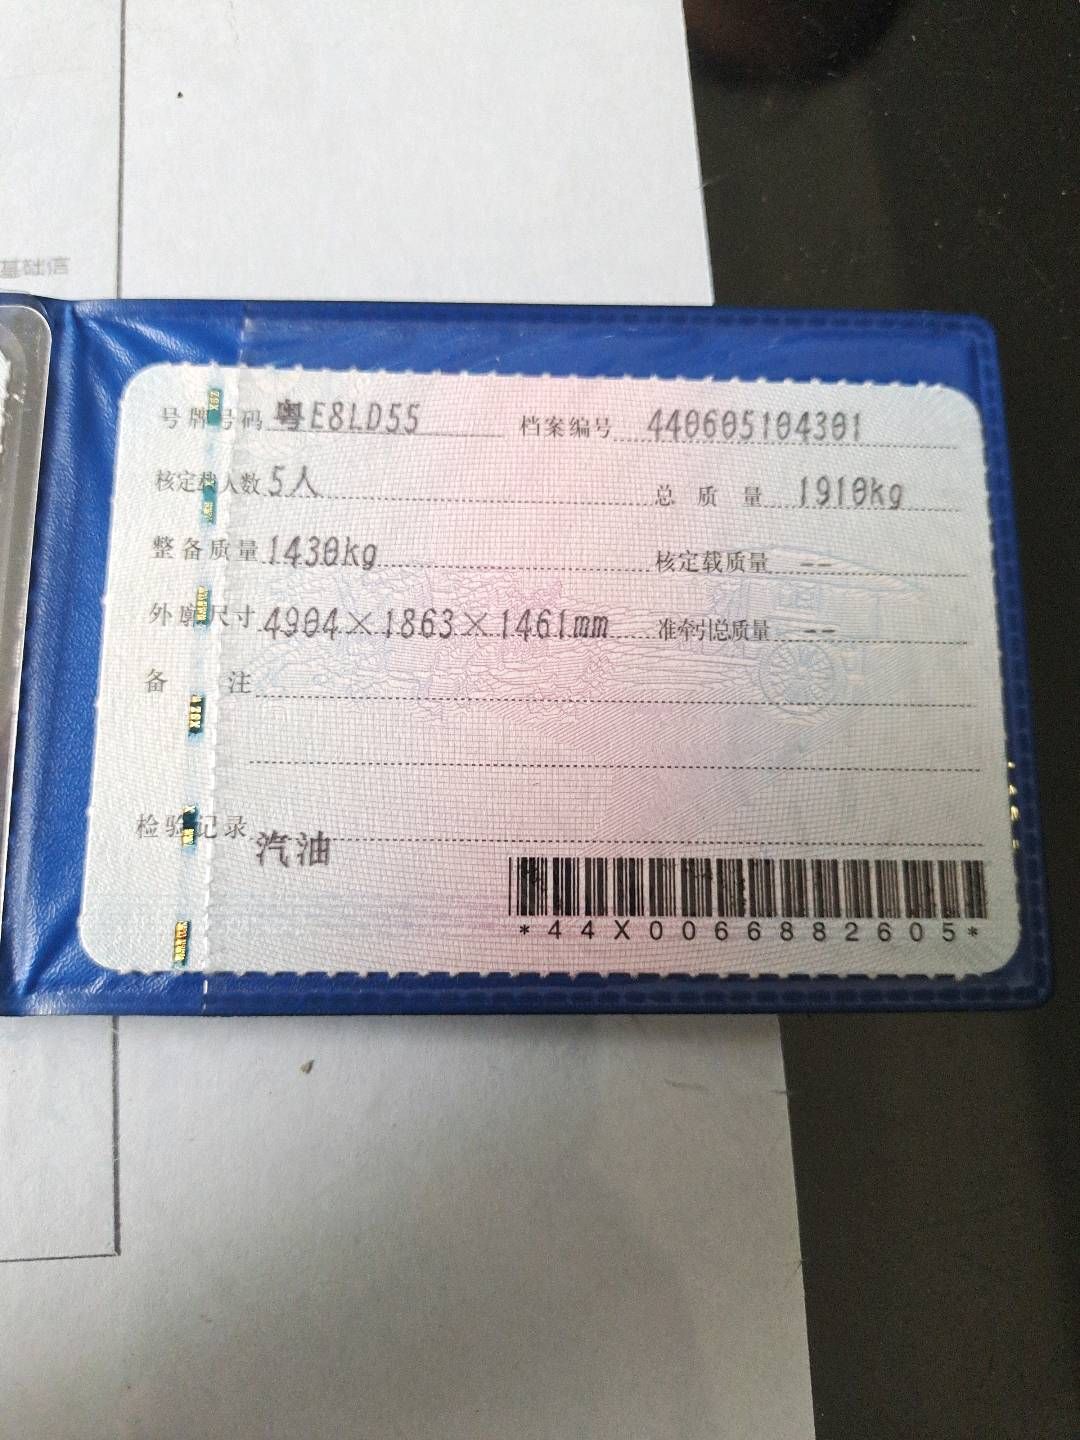 基础信
号牌号码 粤E8LD55 档案编号 440605104301
核定载人数 5人 总质量 1910kg
整备质量 1430kg 核定载质量 --
外廓尺寸 4904×1863×1461mm 准牵引总质量 --
备注
检验记录
汽油
*44X0066882605*